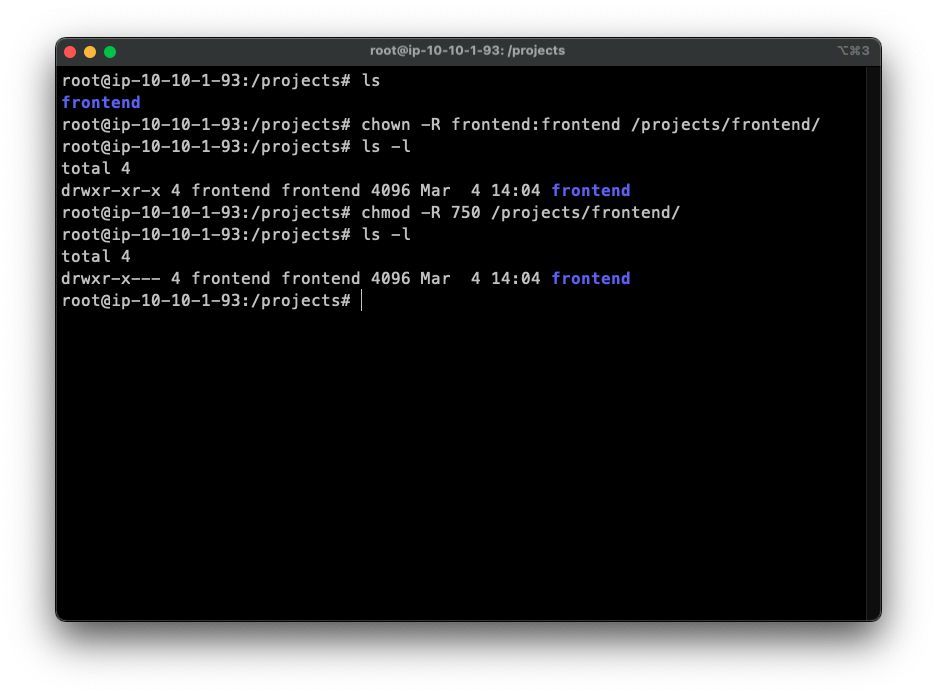 root@ip-10-10-1-93: /projects
⌥⌘3
root@ip-10-10-1-93:/projects# ls
frontend
root@ip-10-10-1-93:/projects# chown -R frontend:frontend /projects/frontend/
root@ip-10-10-1-93:/projects# ls -l
total 4
drwxr-xr-x 4 frontend frontend 4096 Mar  4 14:04 frontend
root@ip-10-10-1-93:/projects# chmod -R 750 /projects/frontend/
root@ip-10-10-1-93:/projects# ls -l
total 4
drwxr-x--- 4 frontend frontend 4096 Mar  4 14:04 frontend
root@ip-10-10-1-93:/projects#